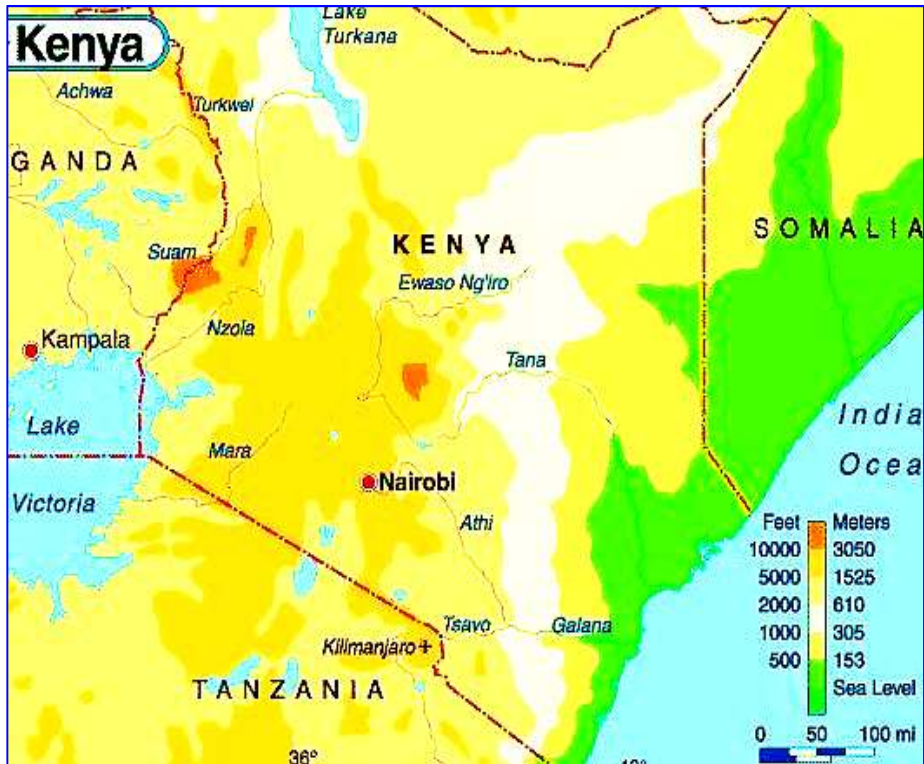 Kenya
Lake
Turkana
Achwa
Turkwel
GANDA
SOMALIA
KENYA
Suam
Ewaso Ng'iro
Nzola
Kampala
Tana
Lake
India
Mara
Ocea
Victoria
Nairobi
Athi
Feet Meters
10000 3050
5000 1525
2000 610
1000 305
500 153
Sea Level
Tsavo
Galana
Kilimanjaro
TANZANIA
0 50 100 mi
36°